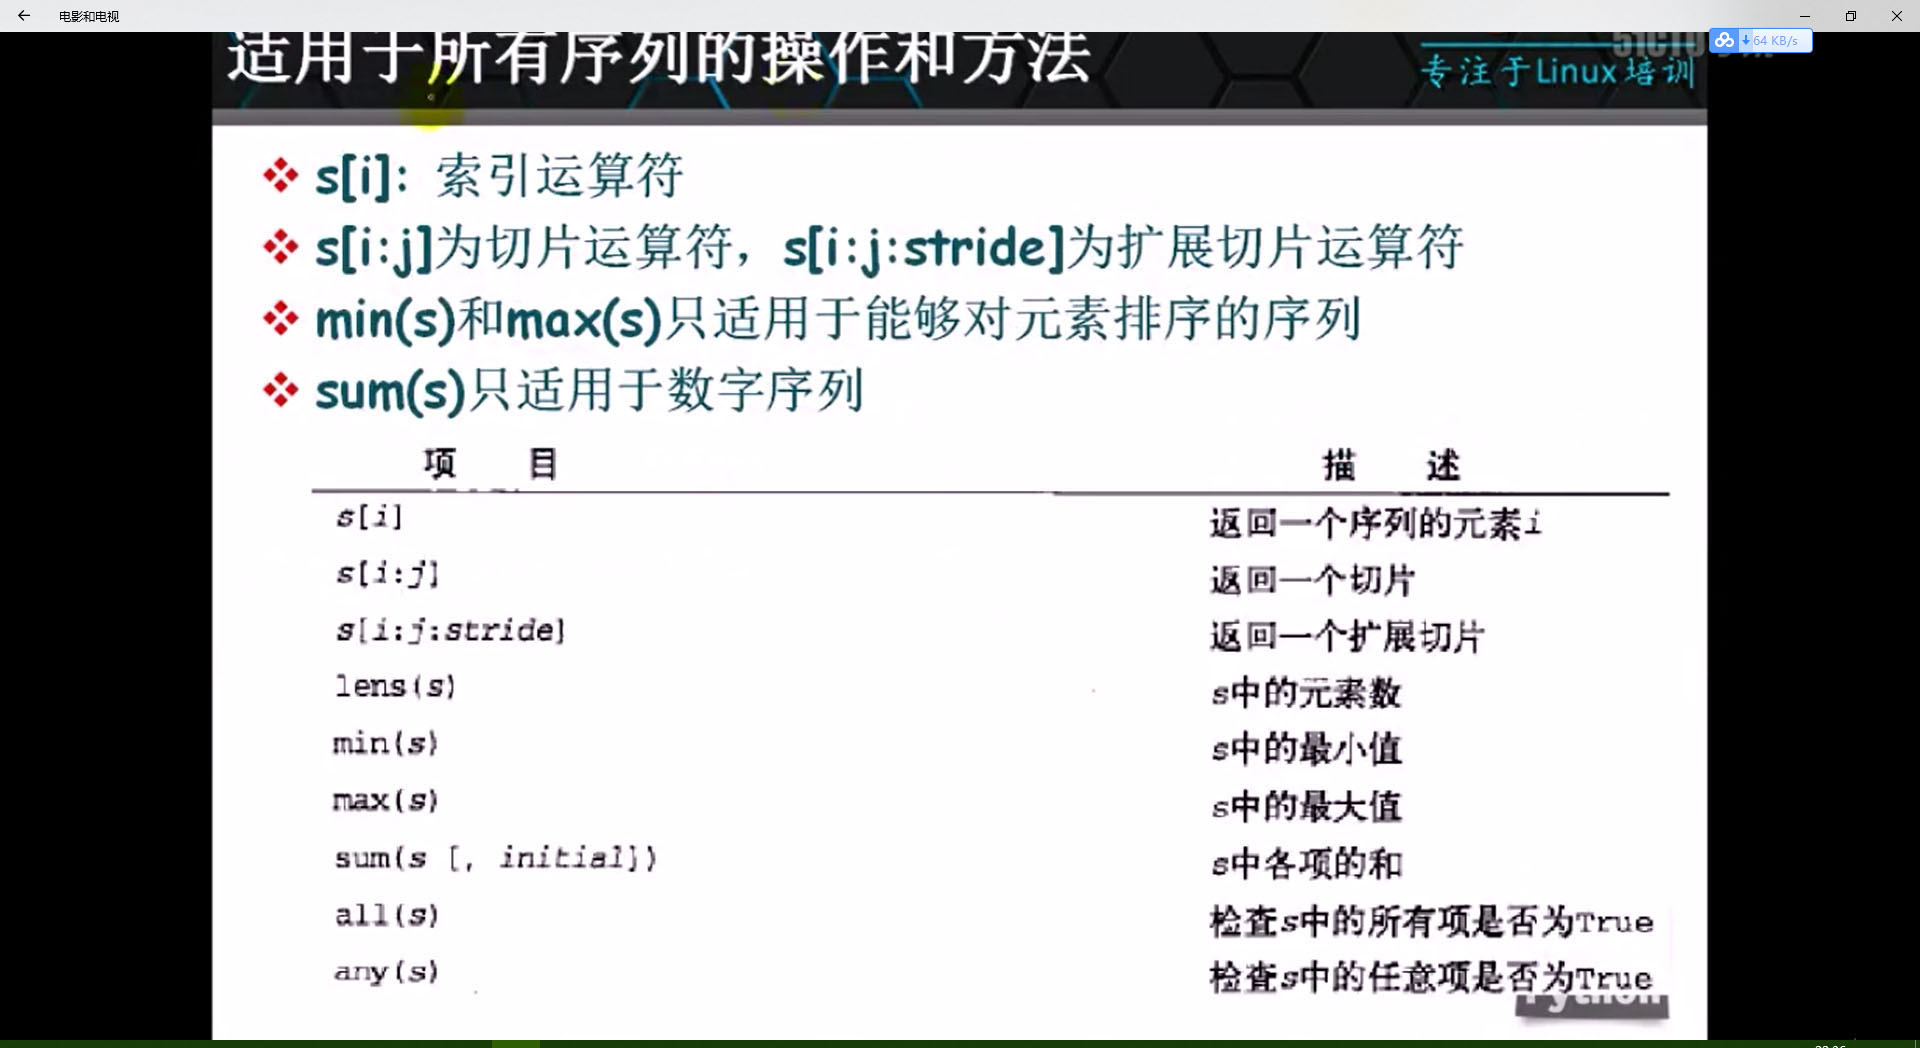 电影和电视
64 KB/s
适用于所有序列的操作和方法
专注于Linux培训
s[i]: 索引运算符
s[i:j]为切片运算符，s[i:j:stride]为扩展切片运算符
min(s)和max(s)只适用于能够对元素排序的序列
sum(s)只适用于数字序列
项 目 描 述
s[i] 返回一个序列的元素i
s[i:j] 返回一个切片
s[i:j:stride] 返回一个扩展切片
lens(s) s中的元素数
min(s) s中的最小值
max(s) s中的最大值
sum(s [, initial]) s中各项的和
all(s) 检查s中的所有项是否为True
any(s) 检查s中的任意项是否为True
Python